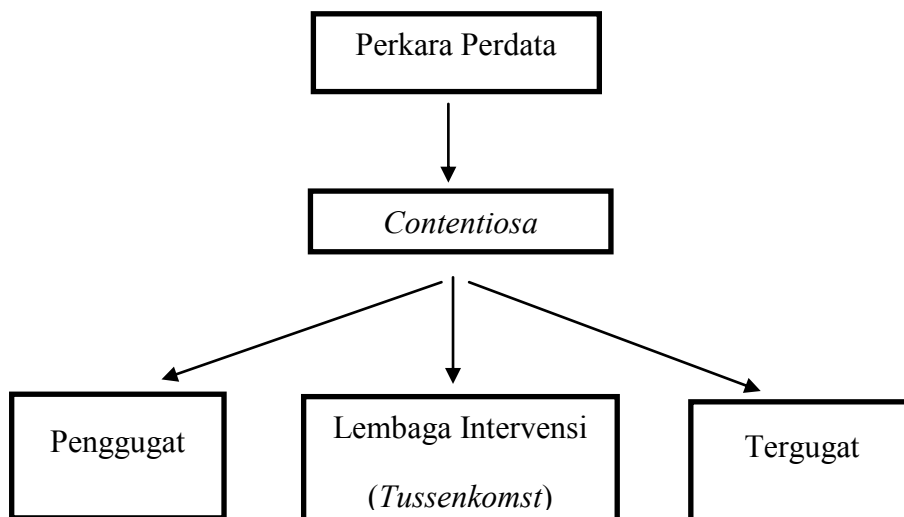 Perkara Perdata
Contentiosa
Penggugat
Lembaga Intervensi
(Tussenkomst)
Tergugat